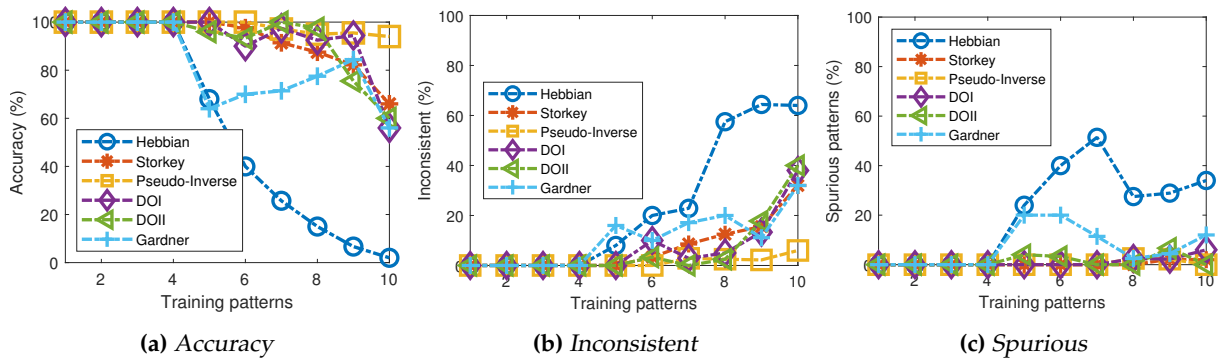 100
80
60
40
20
0
Accuracy (%)
Hebbian
Storkey
Pseudo-Inverse
DOI
DOII
Gardner
2 4 6 8 10
Training patterns
(a) Accuracy
100
80
60
40
20
0
Inconsistent (%)
Hebbian
Storkey
Pseudo-Inverse
DOI
DOII
Gardner
2 4 6 8 10
Training patterns
(b) Inconsistent
100
80
60
40
20
0
Spurious patterns (%)
Hebbian
Storkey
Pseudo-Inverse
DOI
DOII
Gardner
2 4 6 8 10
Training patterns
(c) Spurious